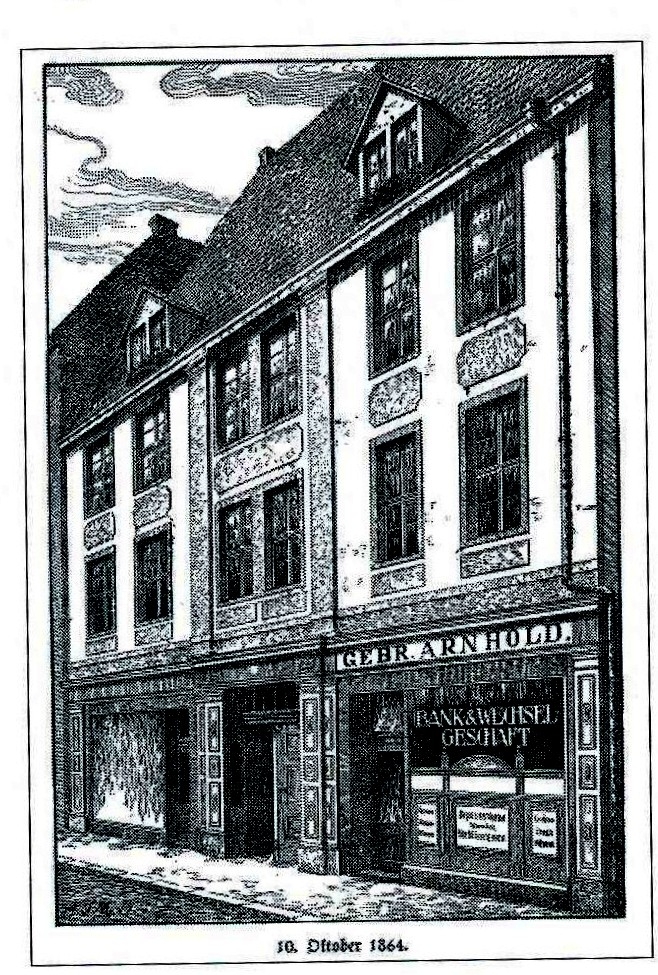 GEBR. ARNHOLD.
BANK & WECHSEL
GESCHÄFT
10. Oktober 1864.